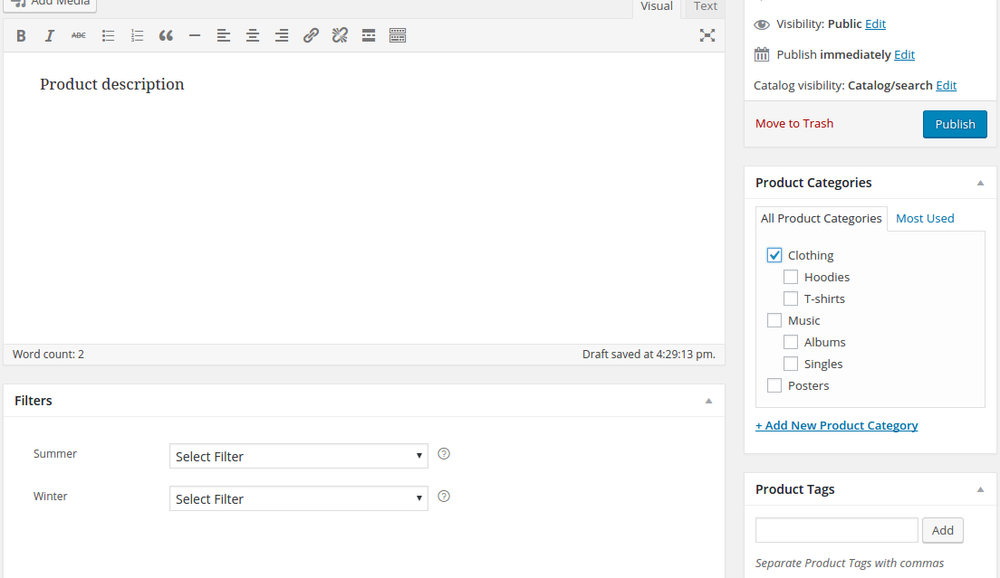 Add Media
Visual
Text
B I ABC
Product description
Word count: 2
Draft saved at 4:29:13 pm.
Filters
Summer
Select Filter
?
Winter
Select Filter
?
Visibility: Public Edit
Publish immediately Edit
Catalog visibility: Catalog/search Edit
Move to Trash
Publish
Product Categories
All Product Categories
Most Used
Clothing
Hoodies
T-shirts
Music
Albums
Singles
Posters
+ Add New Product Category
Product Tags
Add
Separate Product Tags with commas